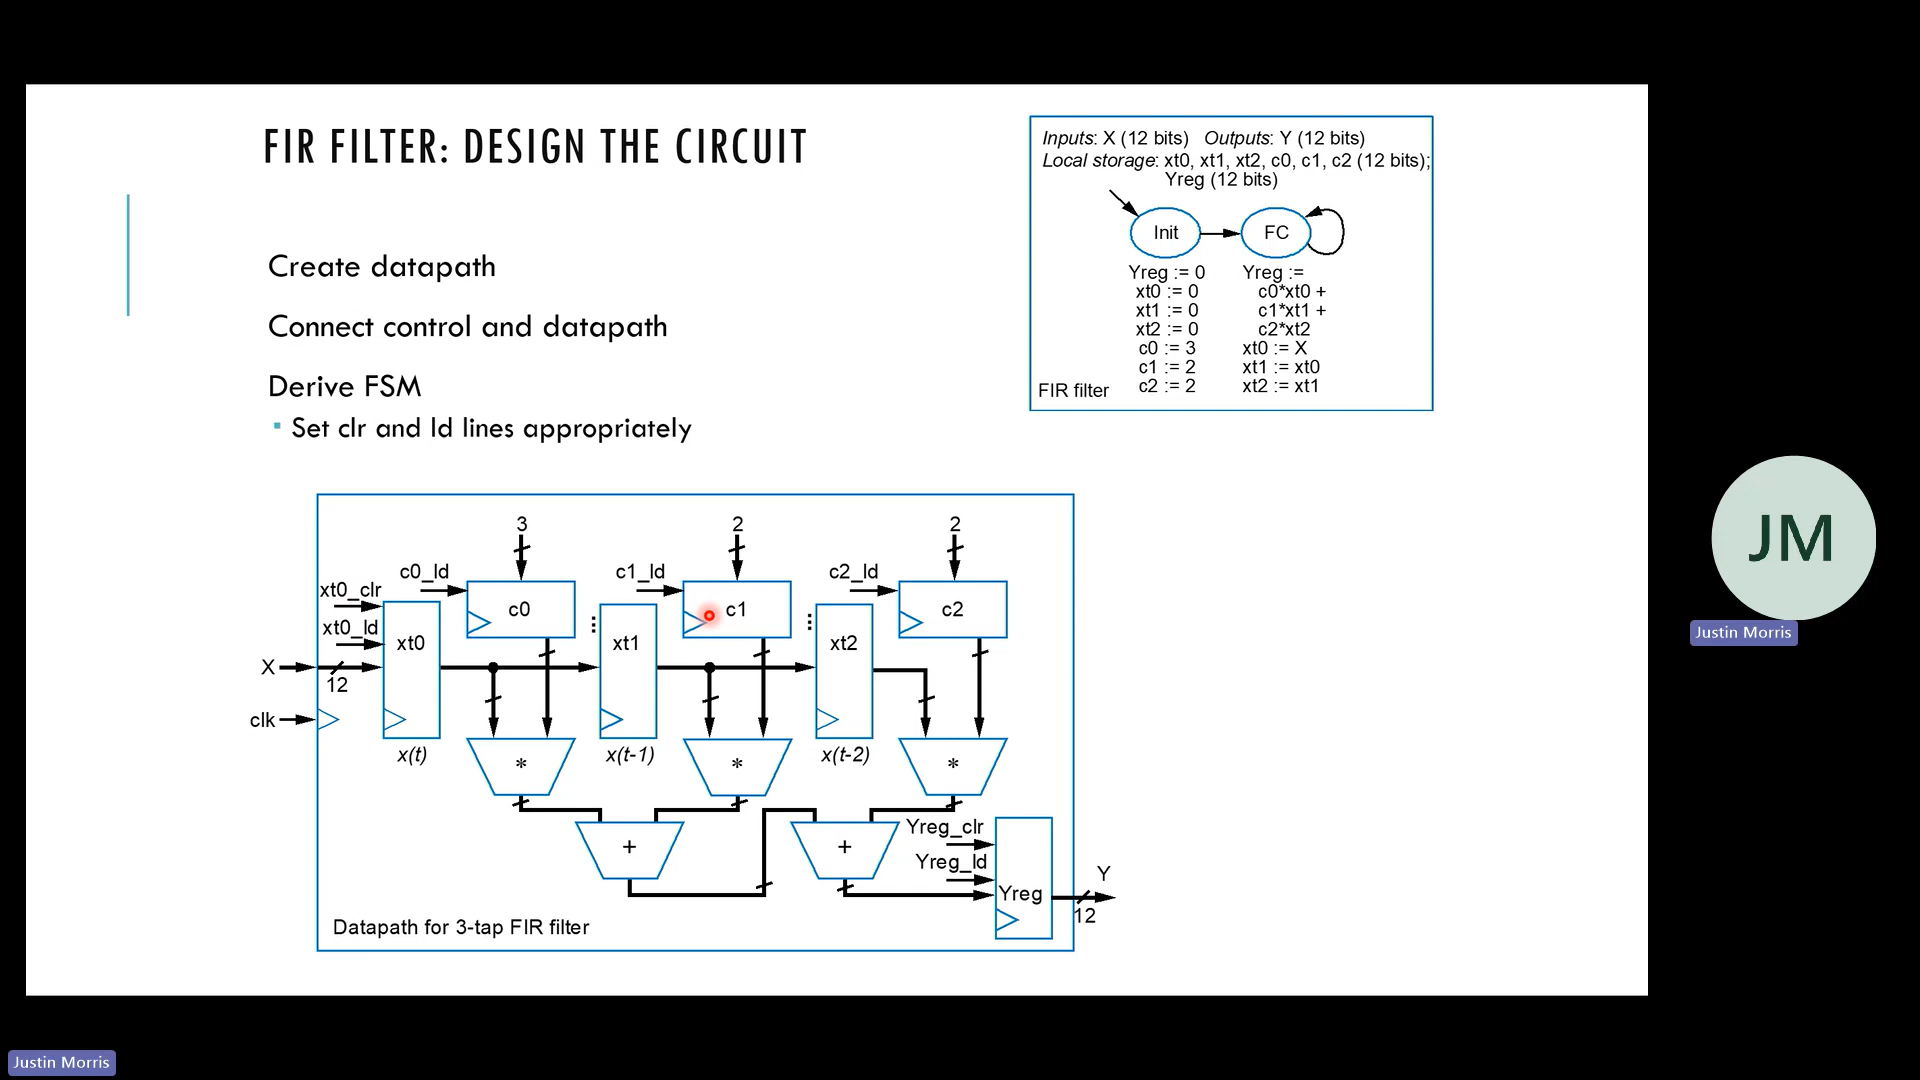 FIR FILTER: DESIGN THE CIRCUIT
Create datapath
Connect control and datapath
Derive FSM
Set clr and ld lines appropriately
Inputs: X (12 bits) Outputs: Y (12 bits)
Local storage: xt0, xt1, xt2, c0, c1, c2 (12 bits);
Yreg (12 bits)
Init
FC
Yreg := 0
xt0 := 0
xt1 := 0
xt2 := 0
c0 := 3
c1 := 2
c2 := 2
Yreg :=
c0*xt0 +
c1*xt1 +
c2*xt2
xt0 := X
xt1 := xt0
xt2 := xt1
FIR filter
3
2
2
c0_ld
c1_ld
c2_ld
xt0_clr
c0
c1
c2
xt0_ld
xt0
xt1
xt2
X
12
clk
x(t)
x(t-1)
x(t-2)
*
*
*
+
+
Yreg_clr
Yreg_ld
Yreg
Y
12
Datapath for 3-tap FIR filter
JM
Justin Morris
Justin Morris